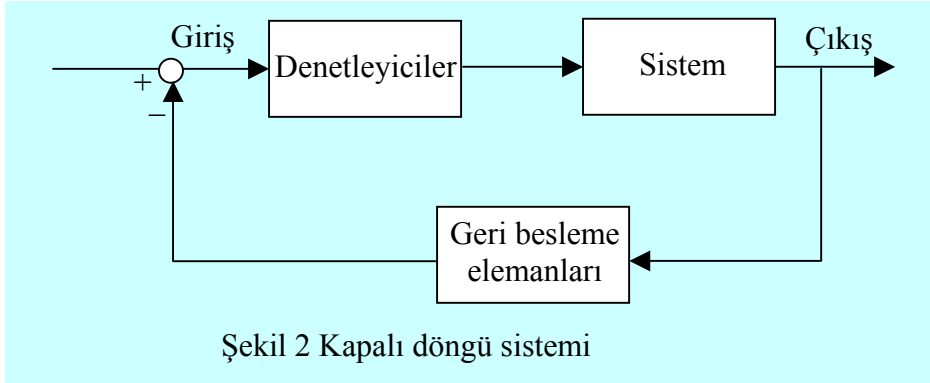 Giriş
Çıkış
Denetleyiciler
Sistem
+
−
Geri besleme
elemanları
Şekil 2 Kapalı döngü sistemi